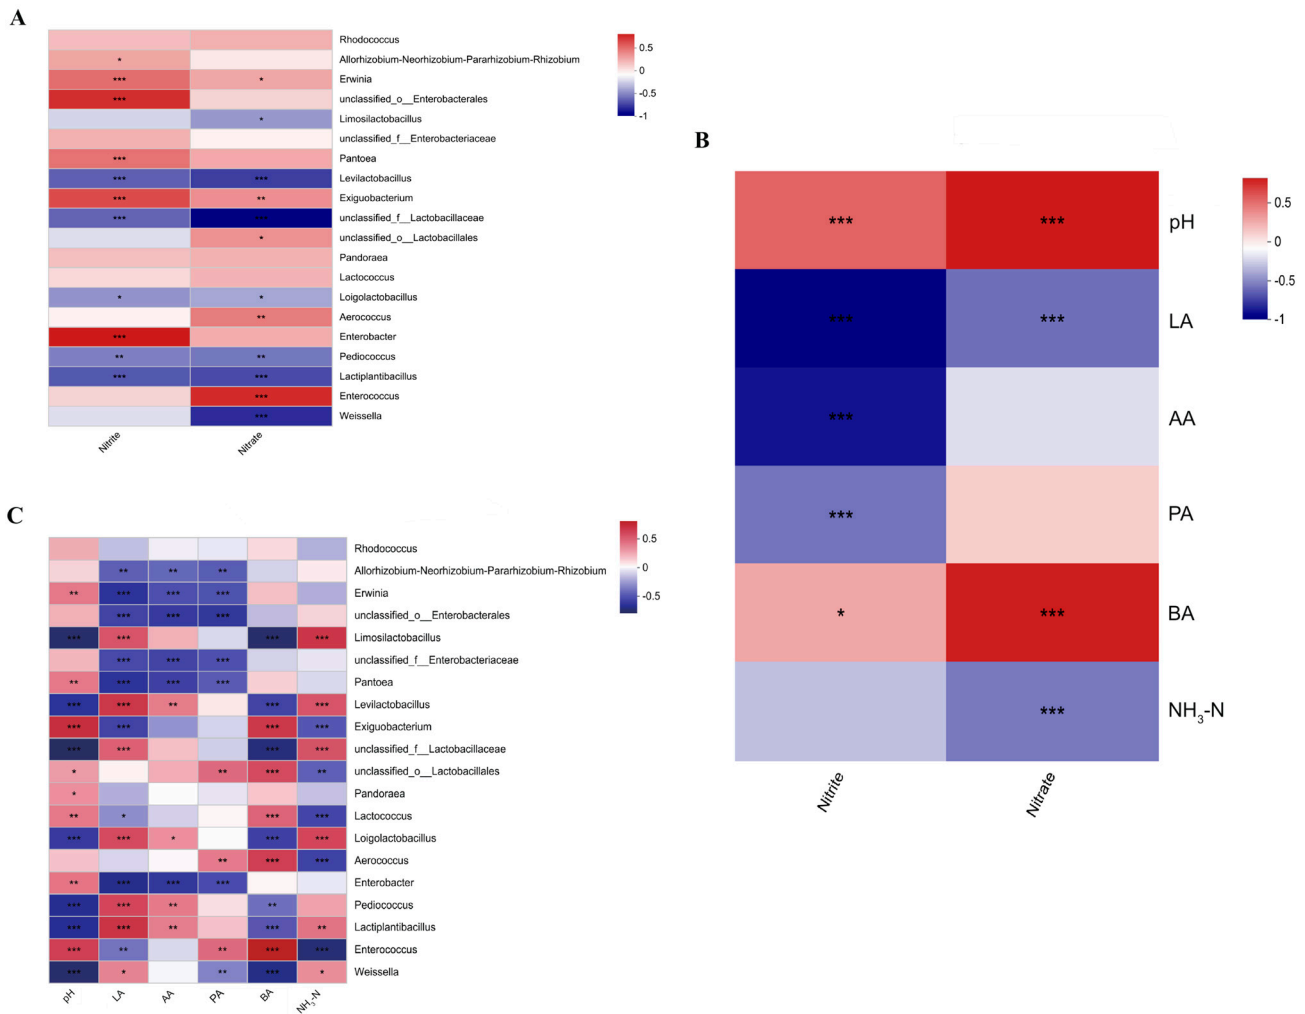 A
Rhodococcus
* Allorhizobium-Neorhizobium-Pararhizobium-Rhizobium
*** * Erwinia
*** unclassified_o__Enterobacterales
* Limosilactobacillus
unclassified_f__Enterobacteriaceae
*** Pantoea
*** *** Levilactobacillus
*** ** Exiguobacterium
*** *** unclassified_f__Lactobacillaceae
* unclassified_o__Lactobacillales
Pandoraea
Lactococcus
* * Loigolactobacillus
** Aerococcus
*** Enterobacter
** ** Pediococcus
*** *** Lactiplantibacillus
*** Enterococcus
*** Weissella
Nitrite Nitrate
0.5
0
-0.5
-1
B
*** *** pH
*** *** LA
*** AA
*** PA
* *** BA
*** NH3-N
Nitrite Nitrate
0.5
0
-0.5
-1
C
Rhodococcus
** ** ** Allorhizobium-Neorhizobium-Pararhizobium-Rhizobium
** *** *** *** Erwinia
*** *** *** unclassified_o__Enterobacterales
*** *** *** *** Limosilactobacillus
*** *** *** unclassified_f__Enterobacteriaceae
** *** *** *** Pantoea
*** *** ** *** *** Levilactobacillus
*** *** *** *** Exiguobacterium
*** *** *** *** unclassified_f__Lactobacillaceae
* ** *** ** unclassified_o__Lactobacillales
* Pandoraea
** * *** *** Lactococcus
*** *** * *** *** Loigolactobacillus
** *** *** Aerococcus
** *** *** *** Enterobacter
*** *** ** ** Pediococcus
*** *** ** *** ** Lactiplantibacillus
*** ** ** *** *** Enterococcus
*** * ** *** * Weissella
pH LA AA PA BA NH3-N
0.5
0
-0.5